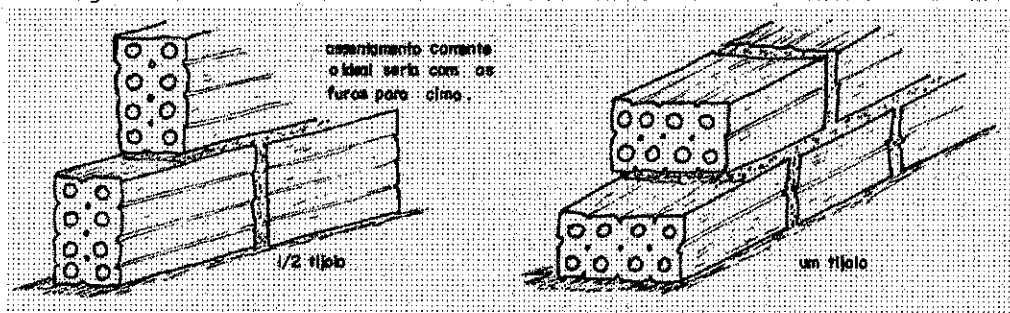 assentamento corrente
o ideal seria com os
furos para cima.
1/2 tijolo
um tijolo